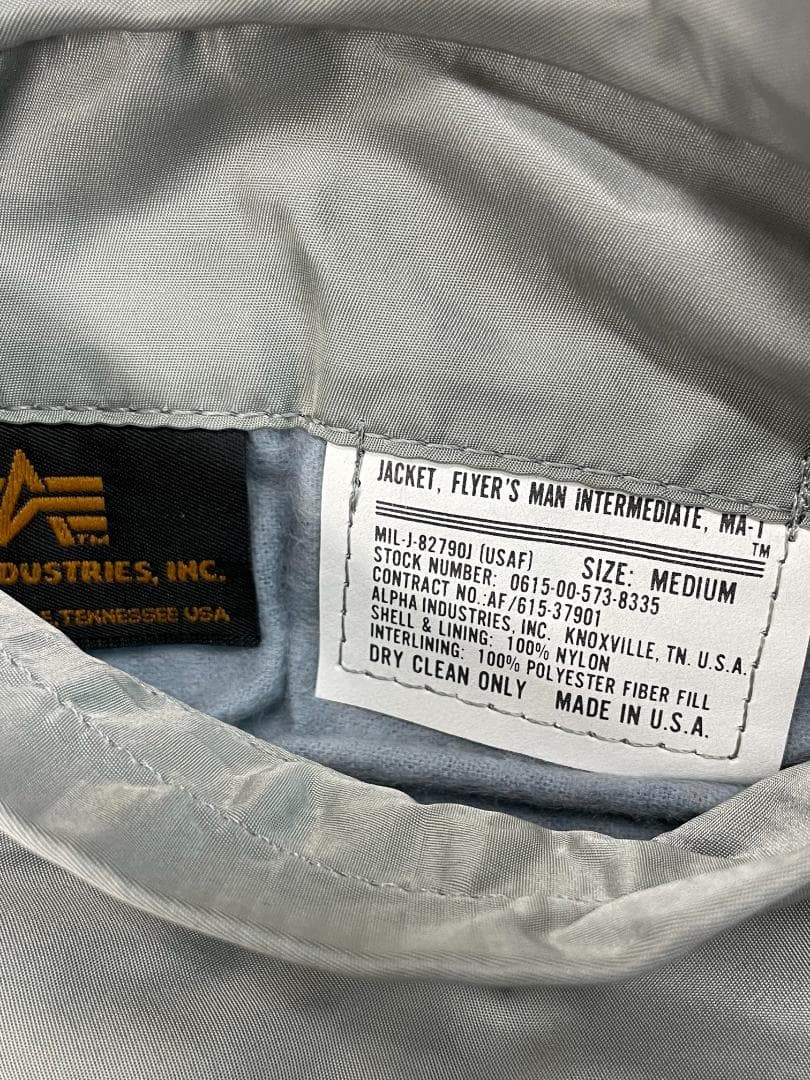 DUSTRIES, INC.
TENNESSEE USA
JACKET, FLYER'S MAN iNTERMEDIATE, MA-1
TM
MIL-J-82790J (USAF) SIZE: MEDIUM
STOCK NUMBER: 0615-00-573-8335
CONTRACT NO.:AF/615-37901
ALPHA INDUSTRIES, INC. KNOXVILLE, TN. U.S.A.
SHELL & LINING: 100% NYLON
INTERLINING: 100% POLYESTER FIBER FILL
DRY CLEAN ONLY MADE IN U.S.A.